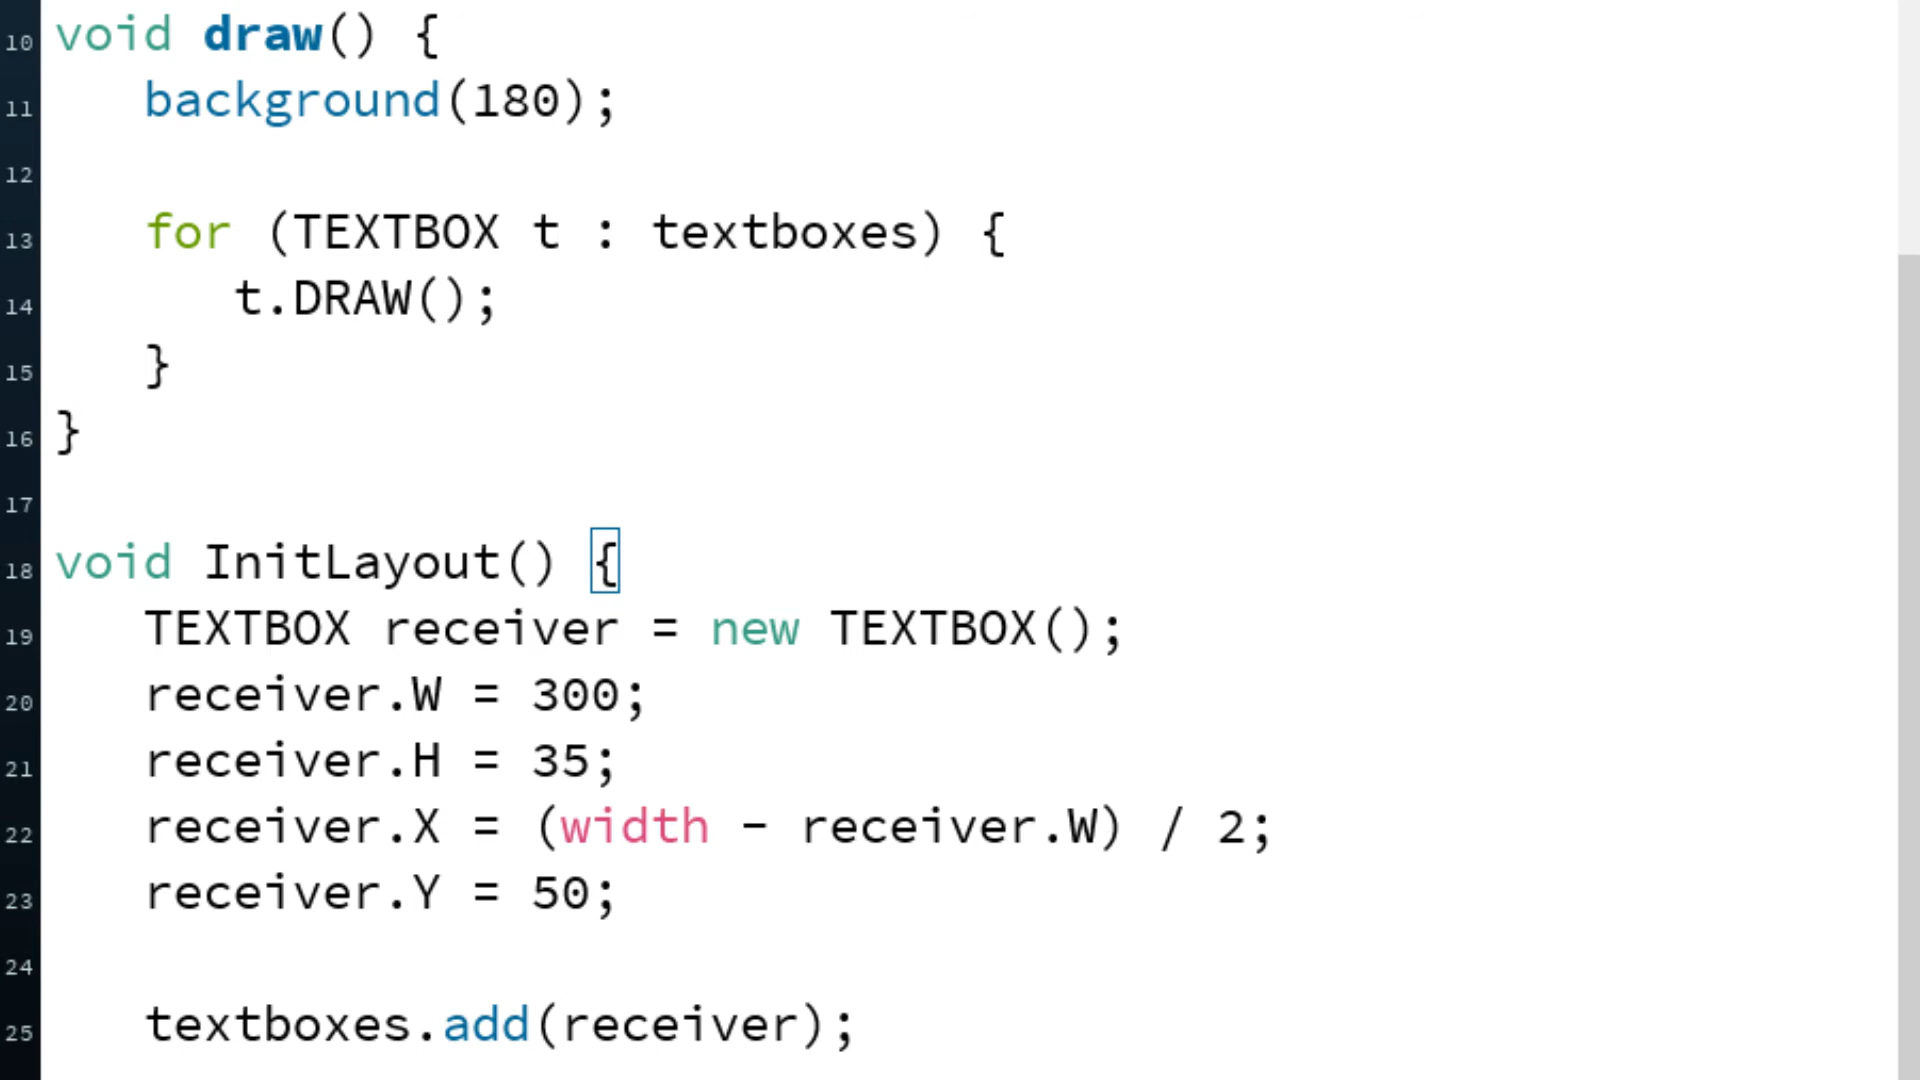 10 void draw() {
11    background(180);
12
13    for (TEXTBOX t : textboxes) {
14       t.DRAW();
15    }
16 }
17
18 void InitLayout() {
19    TEXTBOX receiver = new TEXTBOX();
20    receiver.W = 300;
21    receiver.H = 35;
22    receiver.X = (width - receiver.W) / 2;
23    receiver.Y = 50;
24
25    textboxes.add(receiver);